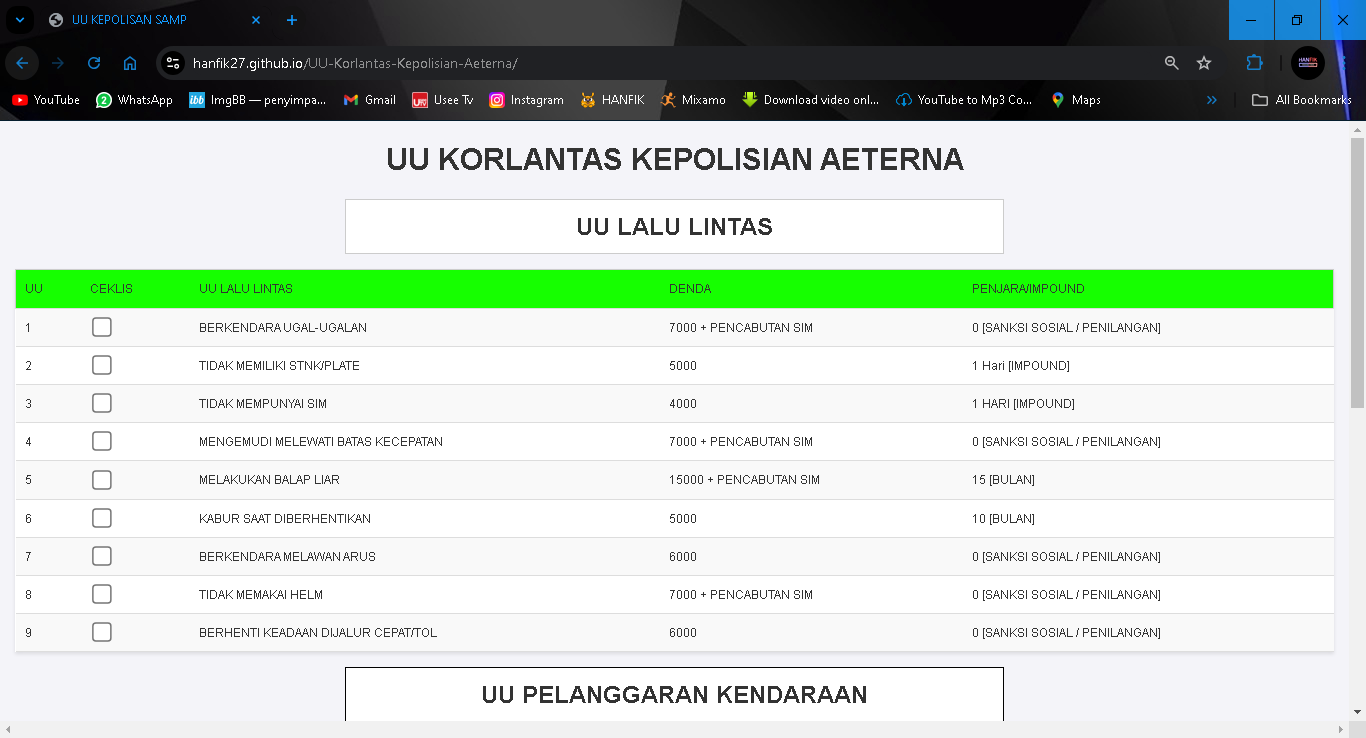 UU KEPOLISAN SAMP
hanfik27.github.io/UU-Korlantas-Kepolisian-Aeterna/
HANFIK
YouTube WhatsApp ibb ImgBB — penyimpa... Gmail Usee Tv Instagram HANFIK Mixamo Download video onl... YouTube to Mp3 Co... Maps » All Bookmarks
UU KORLANTAS KEPOLISIAN AETERNA
UU LALU LINTAS
UU CEKLIS UU LALU LINTAS DENDA PENJARA/IMPOUND
1 BERKENDARA UGAL-UGALAN 7000 + PENCABUTAN SIM 0 [SANKSI SOSIAL / PENILANGAN]
2 TIDAK MEMILIKI STNK/PLATE 5000 1 Hari [IMPOUND]
3 TIDAK MEMPUNYAI SIM 4000 1 HARI [IMPOUND]
4 MENGEMUDI MELEWATI BATAS KECEPATAN 7000 + PENCABUTAN SIM 0 [SANKSI SOSIAL / PENILANGAN]
5 MELAKUKAN BALAP LIAR 15000 + PENCABUTAN SIM 15 [BULAN]
6 KABUR SAAT DIBERHENTIKAN 5000 10 [BULAN]
7 BERKENDARA MELAWAN ARUS 6000 0 [SANKSI SOSIAL / PENILANGAN]
8 TIDAK MEMAKAI HELM 7000 + PENCABUTAN SIM 0 [SANKSI SOSIAL / PENILANGAN]
9 BERHENTI KEADAAN DIJALUR CEPAT/TOL 6000 0 [SANKSI SOSIAL / PENILANGAN]
UU PELANGGARAN KENDARAAN